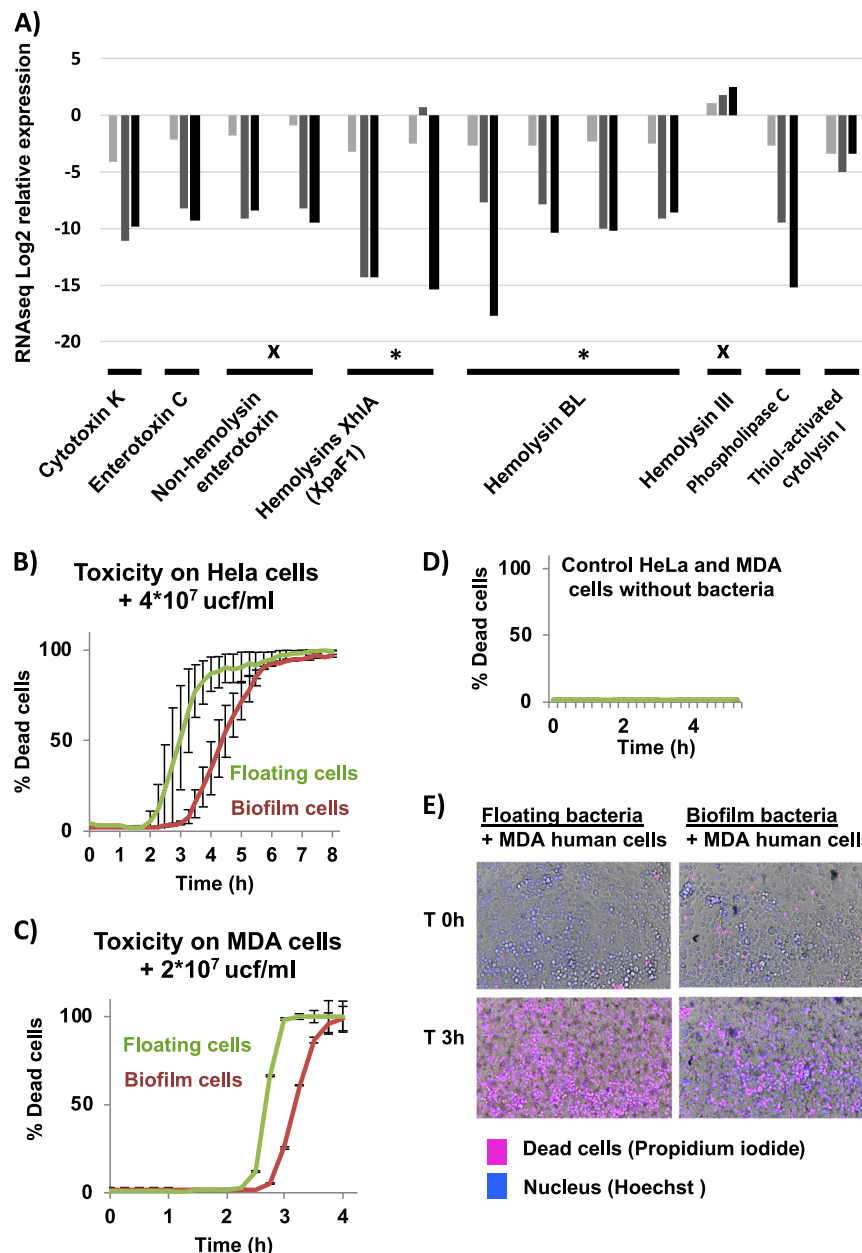 A)
RNAseq Log2 relative expression
5
0
-5
-10
-15
-20
x
*
*
x
Cytotoxin K
Enterotoxin C
Non-hemolysin
enterotoxin
Hemolysins XhlA
(XpaF1)
Hemolysin BL
Hemolysin III
Phospholipase C
Thiol-activated
cytolysin I
B)
Toxicity on Hela cells
+ 4*10⁷ ucf/ml
% Dead cells
100
50
0
Floating cells
Biofilm cells
0 1 2 3 4 5 6 7 8
Time (h)
C)
Toxicity on MDA cells
+ 2*10⁷ ucf/ml
% Dead cells
100
50
0
Floating cells
Biofilm cells
0 1 2 3 4
Time (h)
D)
Control HeLa and MDA
cells without bacteria
% Dead cells
100
50
0
0 2 4
Time (h)
E)
Floating bacteria
+ MDA human cells
Biofilm bacteria
+ MDA human cells
T 0h
T 3h
Dead cells (Propidium iodide)
Nucleus (Hoechst )